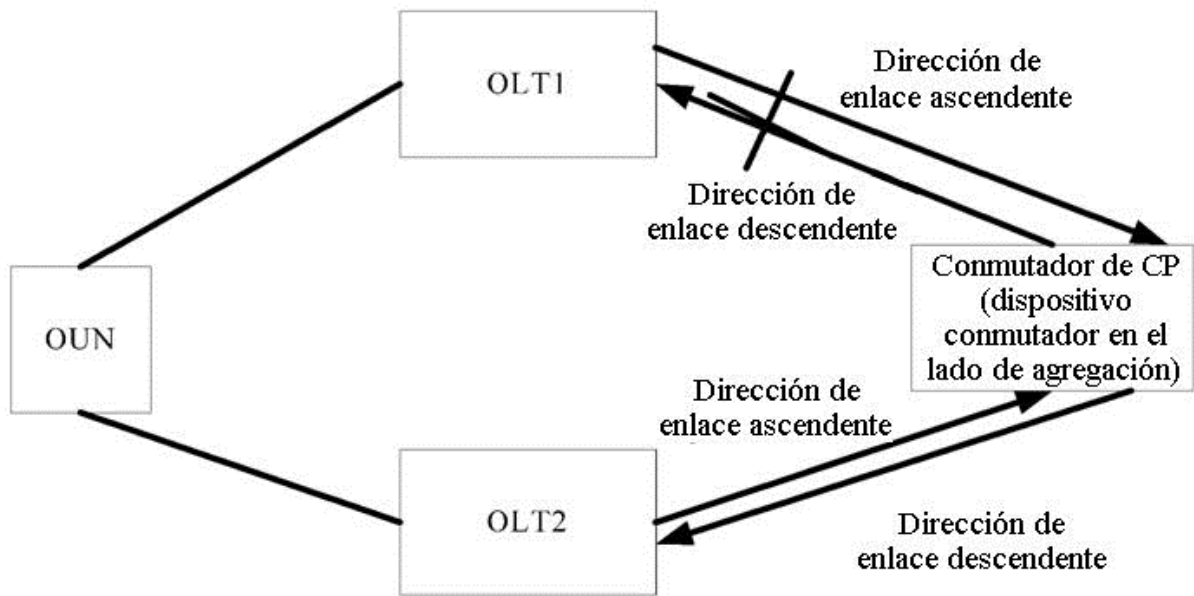 OLT1
Dirección de
enlace ascendente
Dirección de
enlace descendente
Conmutador de CP
(dispositivo
conmutador en el
lado de agregación)
OUN
Dirección de
enlace ascendente
OLT2
Dirección de
enlace descendente